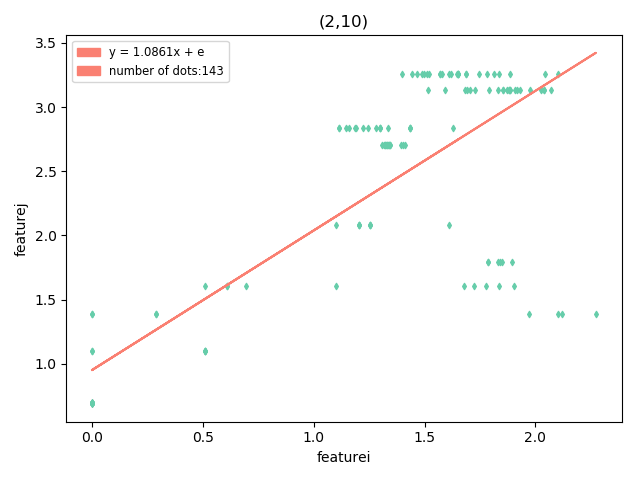 (2,10)
y = 1.0861x + e
number of dots:143
3.5
3.0
2.5
2.0
1.5
1.0
featurej
0.0 0.5 1.0 1.5 2.0
featurei